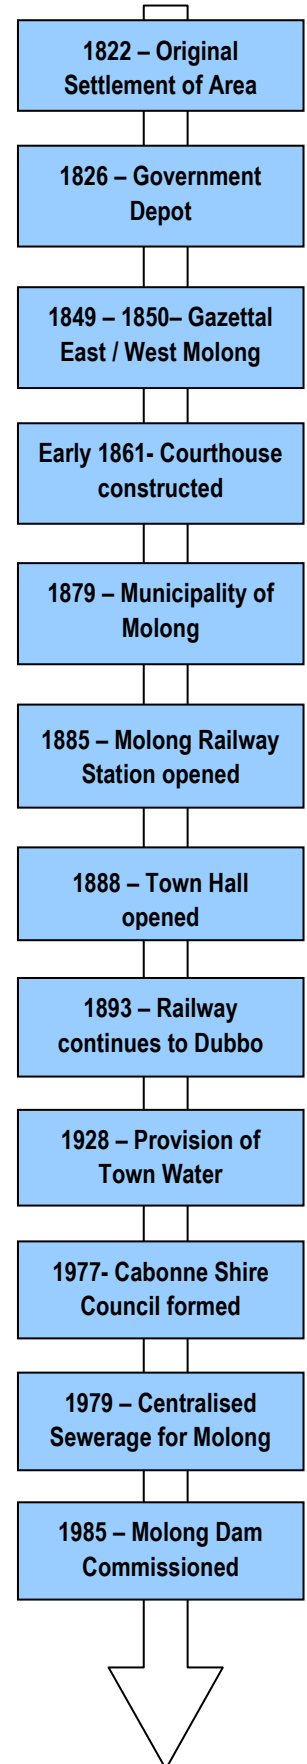 1822 – Original
Settlement of Area
1826 – Government
Depot
1849 – 1850– Gazettal
East / West Molong
Early 1861- Courthouse
constructed
1879 – Municipality of
Molong
1885 – Molong Railway
Station opened
1888 – Town Hall
opened
1893 – Railway
continues to Dubbo
1928 – Provision of
Town Water
1977- Cabonne Shire
Council formed
1979 – Centralised
Sewerage for Molong
1985 – Molong Dam
Commissioned